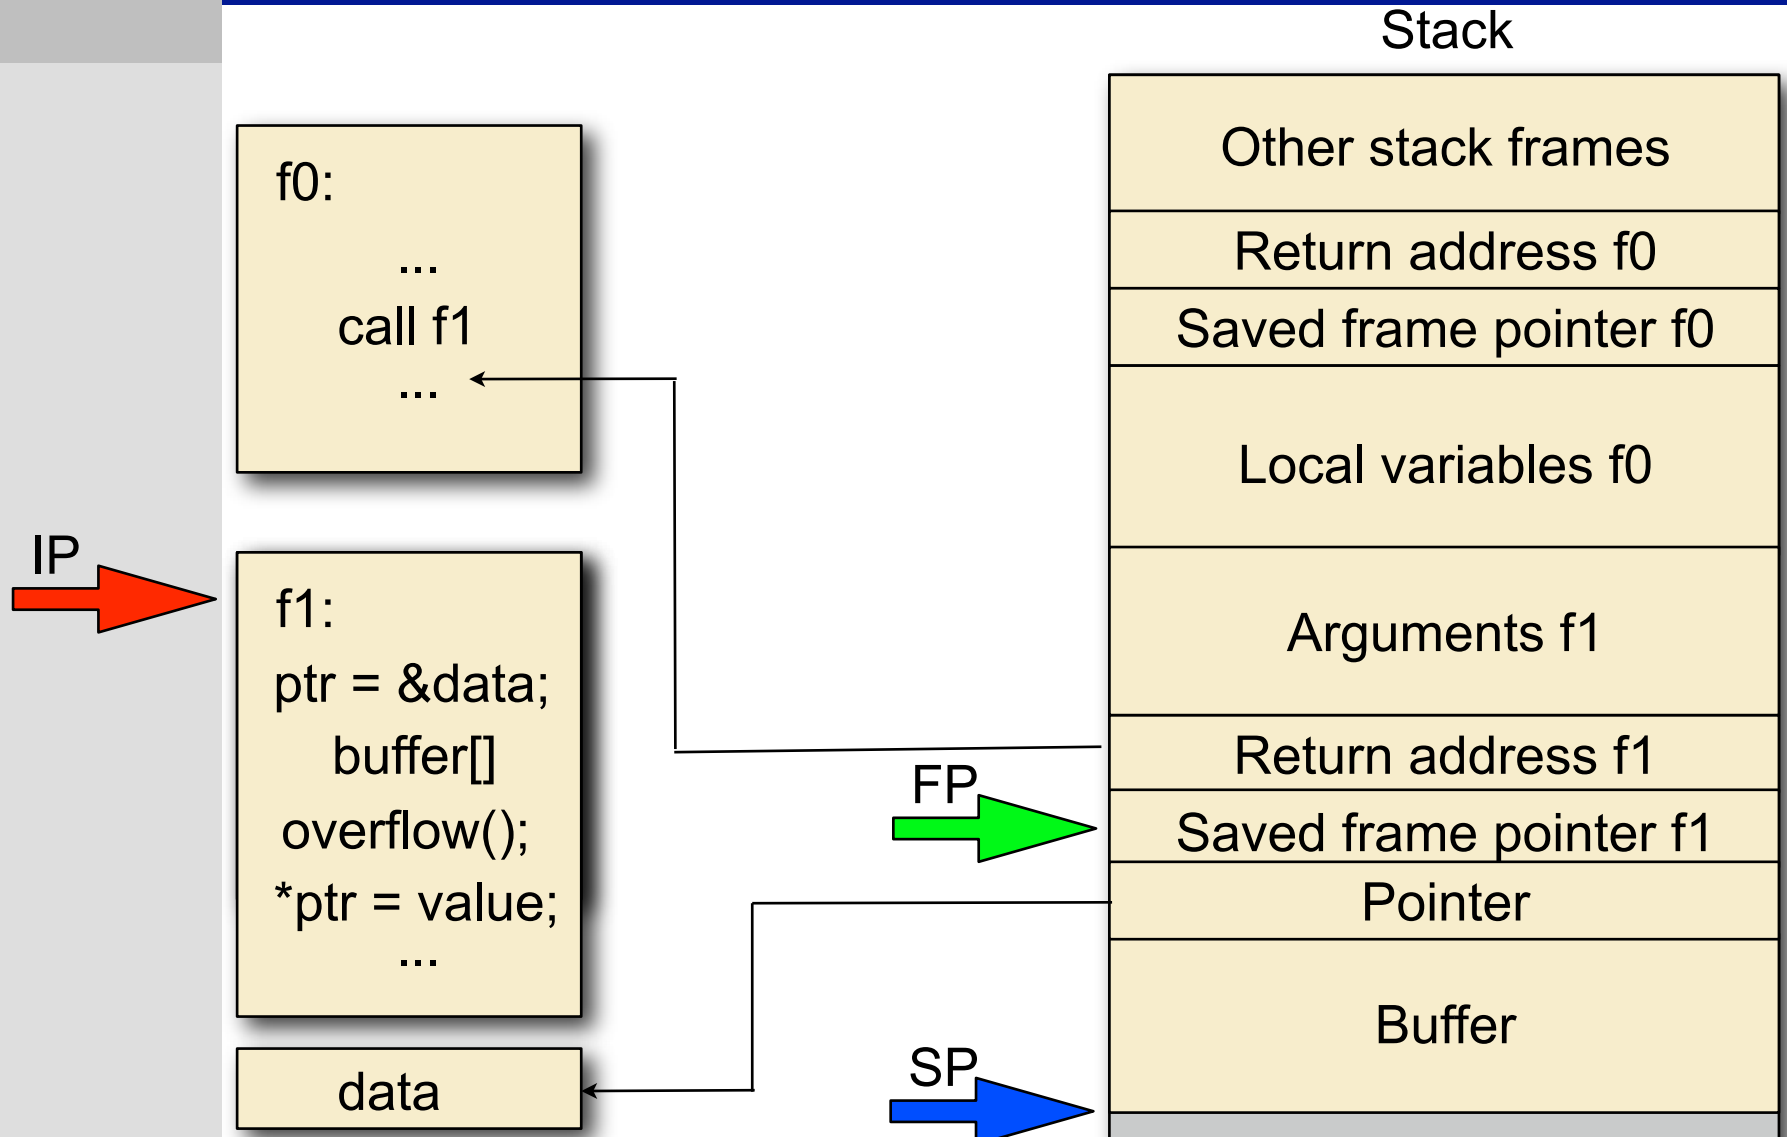 Stack
f0:
...
call f1
...
IP
f1:
ptr = &data;
buffer[]
overflow();
*ptr = value;
...
data
FP
SP
Other stack frames
Return address f0
Saved frame pointer f0
Local variables f0
Arguments f1
Return address f1
Saved frame pointer f1
Pointer
Buffer